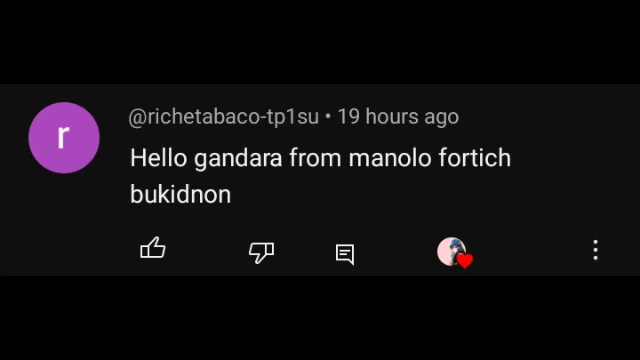 r
@richetabaco-tp1su • 19 hours ago
Hello gandara from manolo fortich
bukidnon